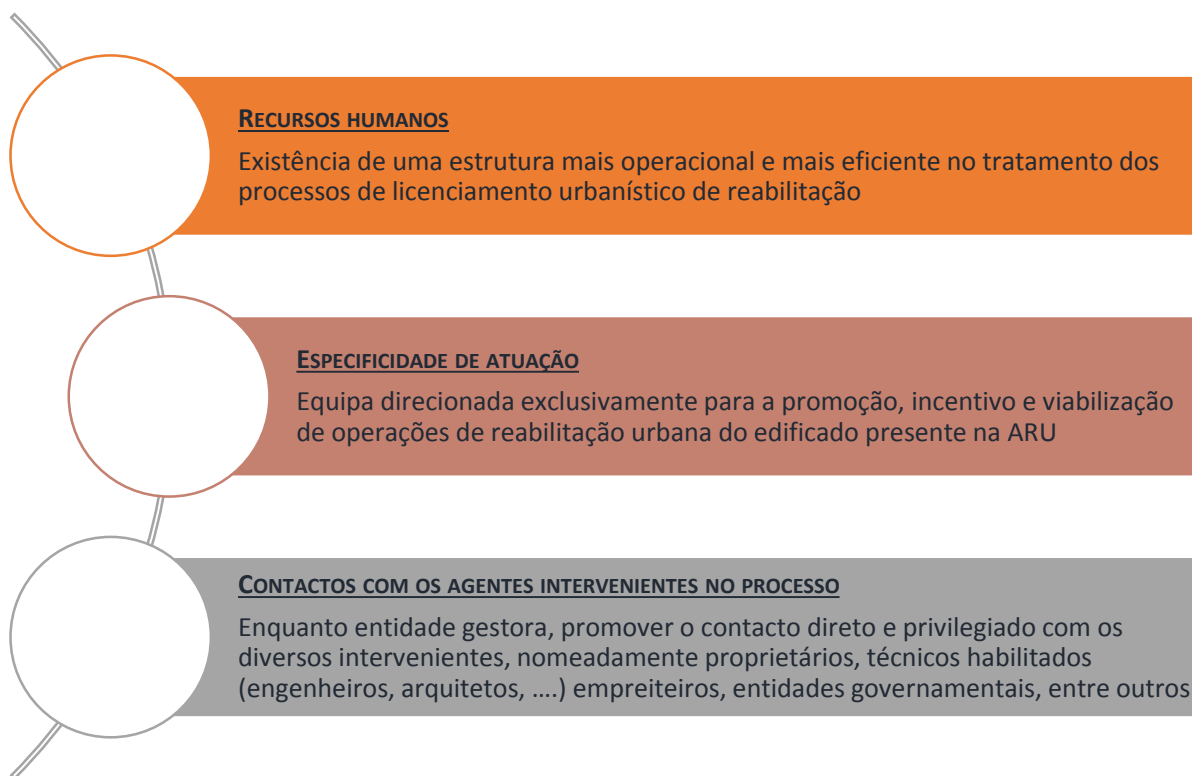 RECURSOS HUMANOS
Existência de uma estrutura mais operacional e mais eficiente no tratamento dos
processos de licenciamento urbanístico de reabilitação
ESPECIFICIDADE DE ATUAÇÃO
Equipa direcionada exclusivamente para a promoção, incentivo e viabilização
de operações de reabilitação urbana do edificado presente na ARU
CONTACTOS COM OS AGENTES INTERVENIENTES NO PROCESSO
Enquanto entidade gestora, promover o contacto direto e privilegiado com os
diversos intervenientes, nomeadamente proprietários, técnicos habilitados
(engenheiros, arquitetos, ….) empreiteiros, entidades governamentais, entre outros